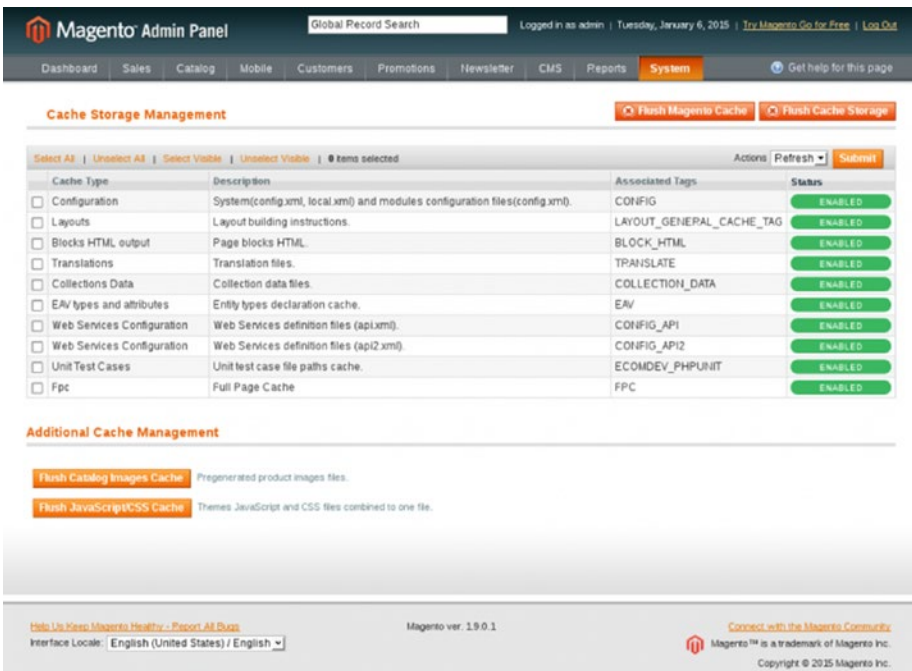 Magento Admin Panel
Global Record Search
Logged in as admin | Tuesday, January 6, 2015 | Try Magento Go for Free | Log Out
Dashboard Sales Catalog Mobile Customers Promotions Newsletter CMS Reports System Get help for this page
Cache Storage Management Flush Magento Cache Flush Cache Storage
Select All | Unselect All | Select Visible | Unselect Visible | 0 items selected Actions Refresh Submit
Cache Type Description Associated Tags Status
Configuration System(config.xml, local.xml) and modules configuration files(config.xml). CONFIG ENABLED
Layouts Layout building instructions. LAYOUT_GENERAL_CACHE_TAG ENABLED
Blocks HTML output Page blocks HTML. BLOCK_HTML ENABLED
Translations Translation files. TRANSLATE ENABLED
Collections Data Collection data files. COLLECTION_DATA ENABLED
EAV types and attributes Entity types declaration cache. EAV ENABLED
Web Services Configuration Web Services definition files (api.xml). CONFIG_API ENABLED
Web Services Configuration Web Services definition files (api2.xml). CONFIG_API2 ENABLED
Unit Test Cases Unit test case file paths cache. ECOMDEV_PHPUNIT ENABLED
Fpc Full Page Cache FPC ENABLED
Additional Cache Management
Flush Catalog Images Cache Pregenerated product images files.
Flush JavaScript/CSS Cache Themes JavaScript and CSS files combined to one file.
Help Us Keep Magento Healthy - Report All Bugs Magento ver. 1.9.0.1 Connect with the Magento Community
Interface Locale: English (United States) / English Magento™ is a trademark of Magento Inc.
Copyright © 2015 Magento Inc.